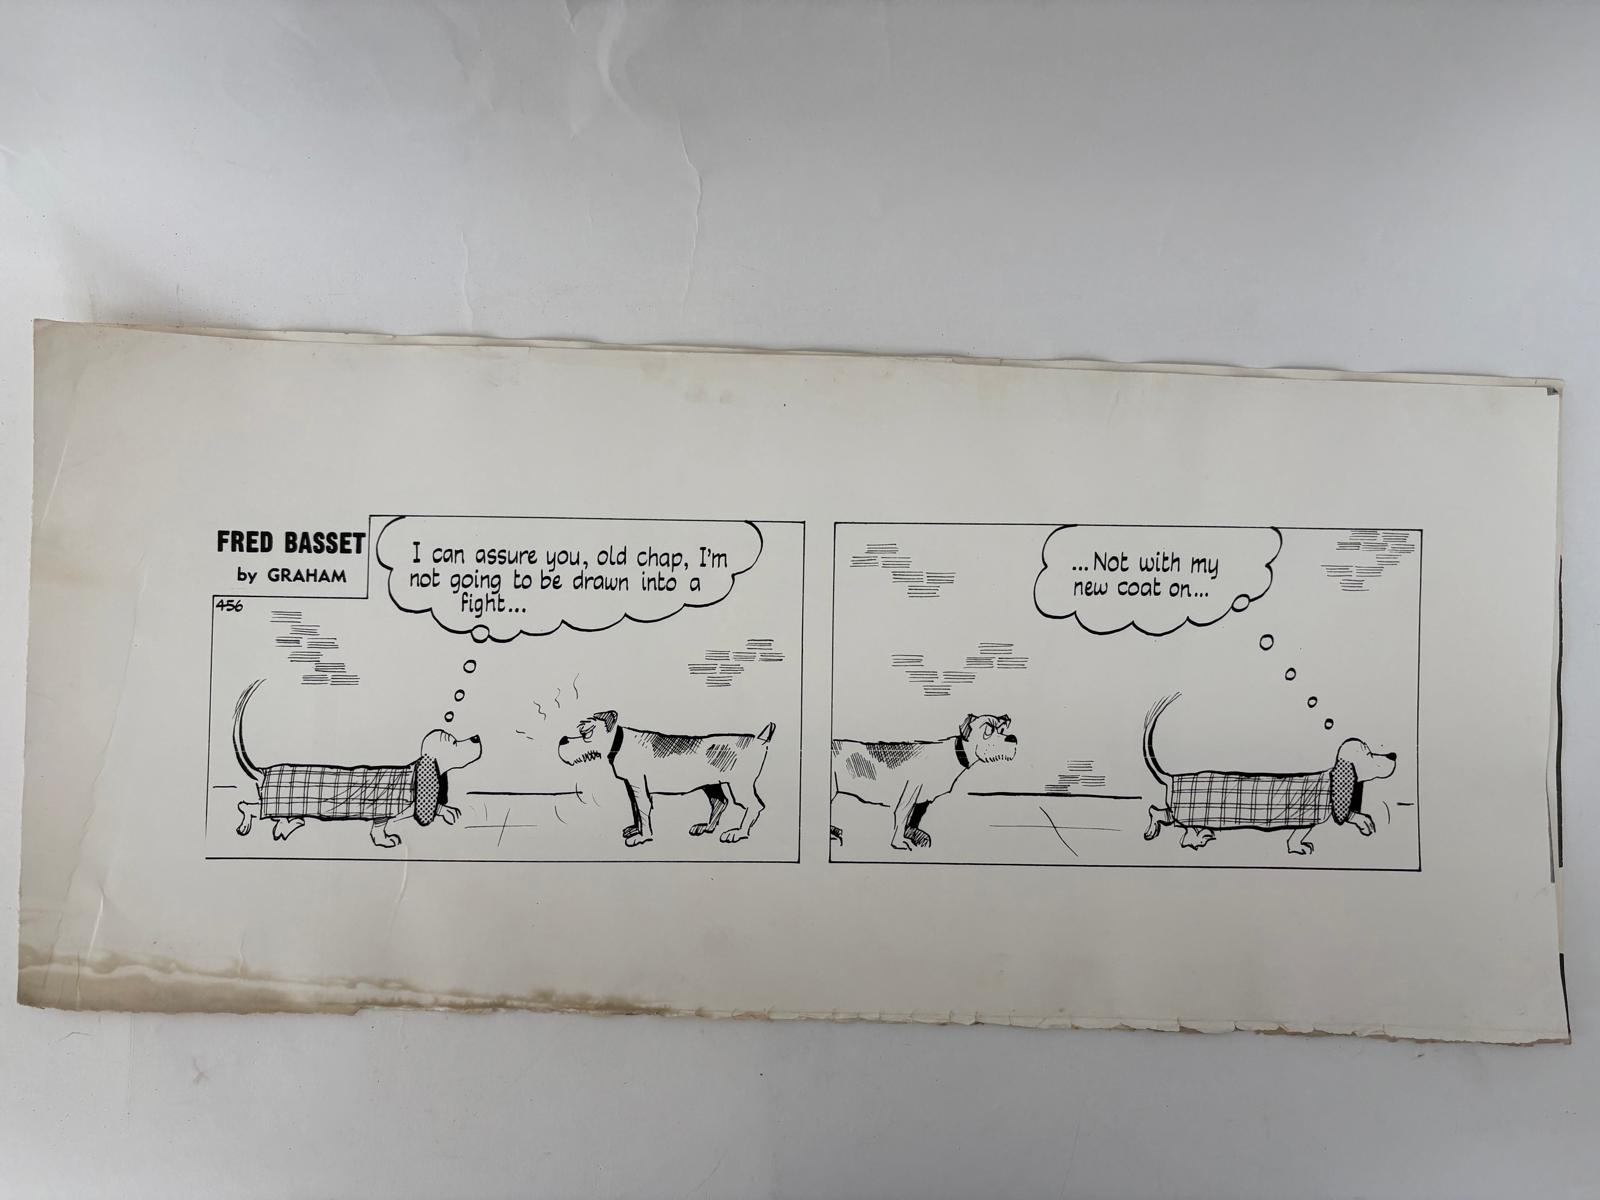 FRED BASSET
by GRAHAM
456
I can assure you, old chap, I'm
not going to be drawn into a
fight...
...Not with my
new coat on...